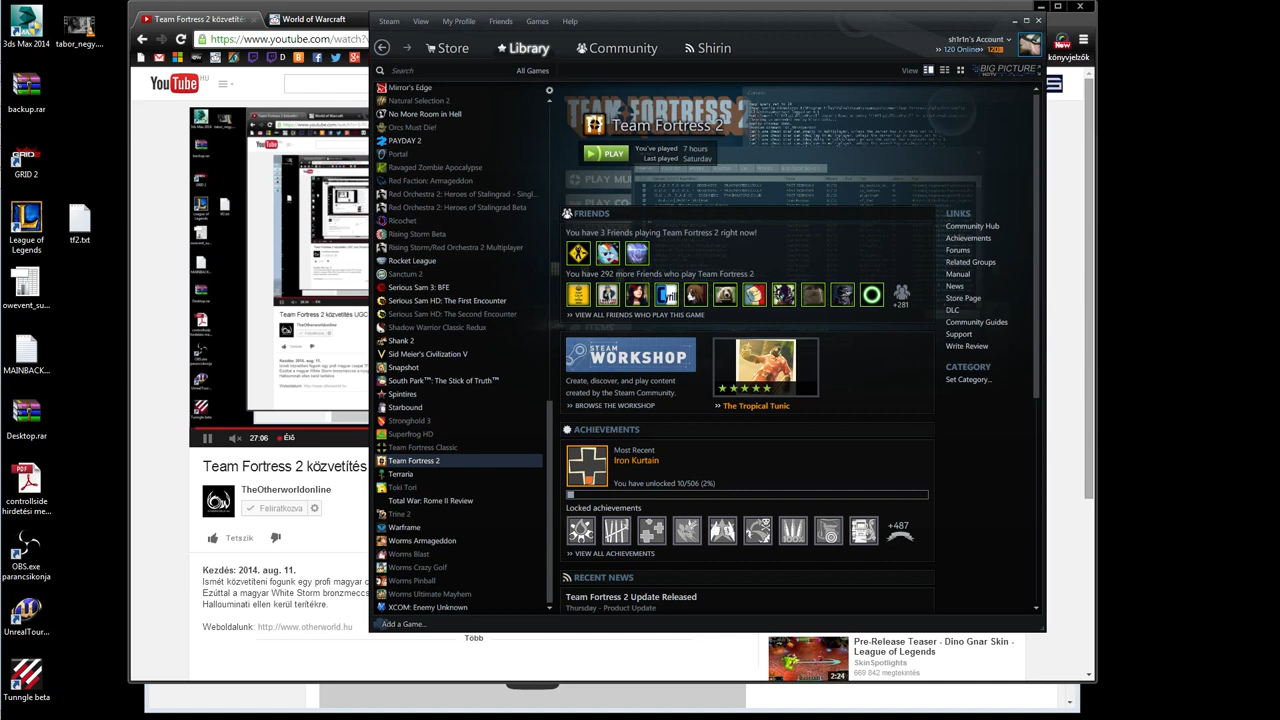 3ds Max 2014
tabor_negy...
backup.rar
GRID 2
League of
Legends
tf2.txt
owevent_su...
MAINBACK...
Desktop.rar
controllside
hirdetési me...
OBS.exe
parancsikonja
UnrealTour...
Tunngle beta
Team Fortress 2 közvetítés
World of Warcraft
https://www.youtube.com/watch?
könyvjelzők
YouTube HU
27:06 Élő
Team Fortress 2 közvetítés
TheOtherworldonline
Feliratkozva
Tetszik
Kezdés: 2014. aug. 11.
Ismét közvetíteni fogunk egy profi magyar c
Ezúttal a magyar White Storm bronzmeccs
Hallouminati ellen kerül terítékre.
Weboldalunk: http://www.otherworld.hu
Több
Pre-Release Teaser - Dino Gnar Skin -
League of Legends
SkinSpotlights
669 842 megtekintés
2:24
Steam View My Profile Friends Games Help
Store Library Community Shirin
sh1r1n's Account
120 Online
Search All Games
View
BIG PICTURE
Mirror's Edge
Natural Selection 2
No More Room in Hell
Orcs Must Die!
PAYDAY 2
Portal
Ravaged Zombie Apocalypse
Red Faction: Armageddon
Red Orchestra 2: Heroes of Stalingrad - Singl...
Red Orchestra 2: Heroes of Stalingrad Beta
Ricochet
Rising Storm Beta
Rising Storm/Red Orchestra 2 Multiplayer
Rocket League
Sanctum 2
Serious Sam 3: BFE
Serious Sam HD: The First Encounter
Serious Sam HD: The Second Encounter
Shadow Warrior Classic Redux
Shank 2
Sid Meier's Civilization V
Snapshot
South Park™: The Stick of Truth™
Spintires
Starbound
Stronghold 3
Superfrog HD
Team Fortress Classic
Team Fortress 2
Terraria
Toki Tori
Total War: Rome II Review
Trine 2
Warframe
Worms Armageddon
Worms Blast
Worms Crazy Golf
Worms Pinball
Worms Ultimate Mayhem
XCOM: Enemy Unknown
Add a Game...
Team Fortress 2
PLAY
You've played 7 hours
Last played Saturday
FRIENDS
You have 3 Friends playing Team Fortress 2 right now!
You have 292 more Friends who play Team Fortress 2
+281
VIEW ALL FRIENDS WHO PLAY THIS GAME
STEAM WORKSHOP
Create, discover, and play content
created by the Steam Community.
BROWSE THE WORKSHOP
The Tropical Tunic
ACHIEVEMENTS
Most Recent
Iron Kurtain
You have unlocked 10/506 (2%)
Locked achievements
+487
VIEW ALL ACHIEVEMENTS
RECENT NEWS
Team Fortress 2 Update Released
Thursday - Product Update
LINKS
Community Hub
Achievements
Forums
Related Groups
Manual
News
Store Page
DLC
Community Guides
Support
Write Review
CATEGORY
Set Category...